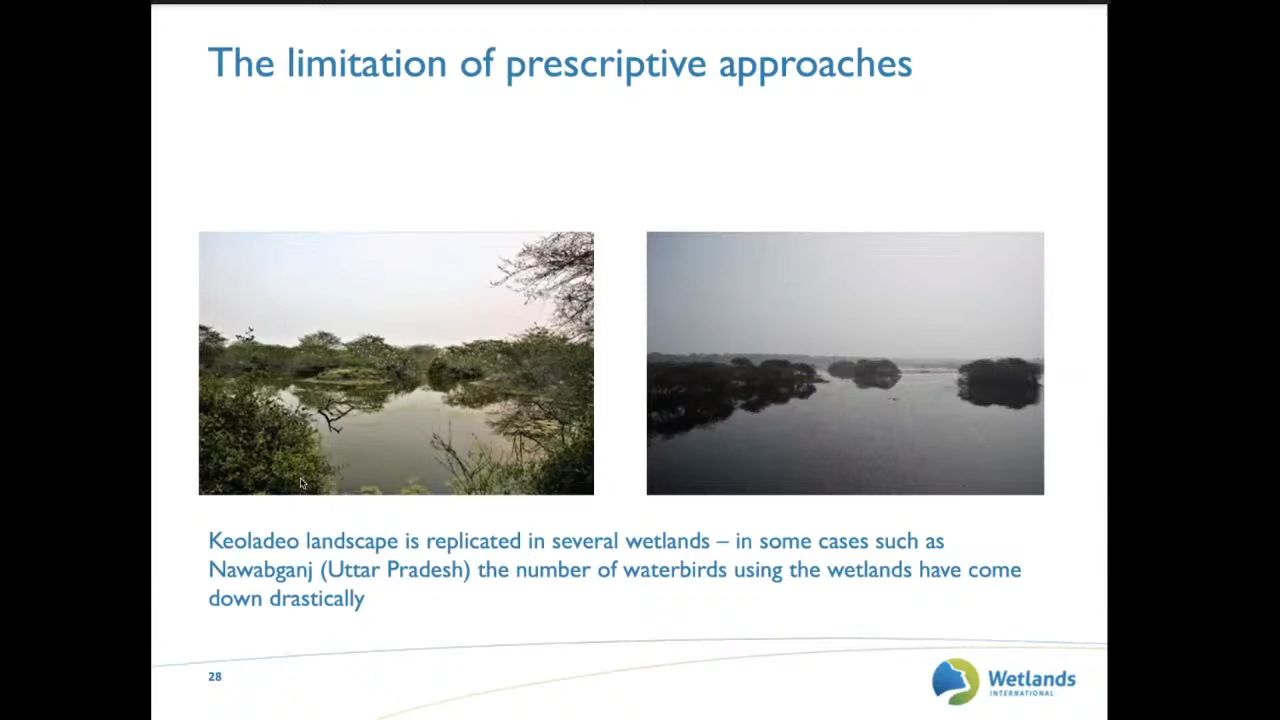 The limitation of prescriptive approaches
Keoladeo landscape is replicated in several wetlands – in some cases such as
Nawabganj (Uttar Pradesh) the number of waterbirds using the wetlands have come
down drastically
28
Wetlands
INTERNATIONAL